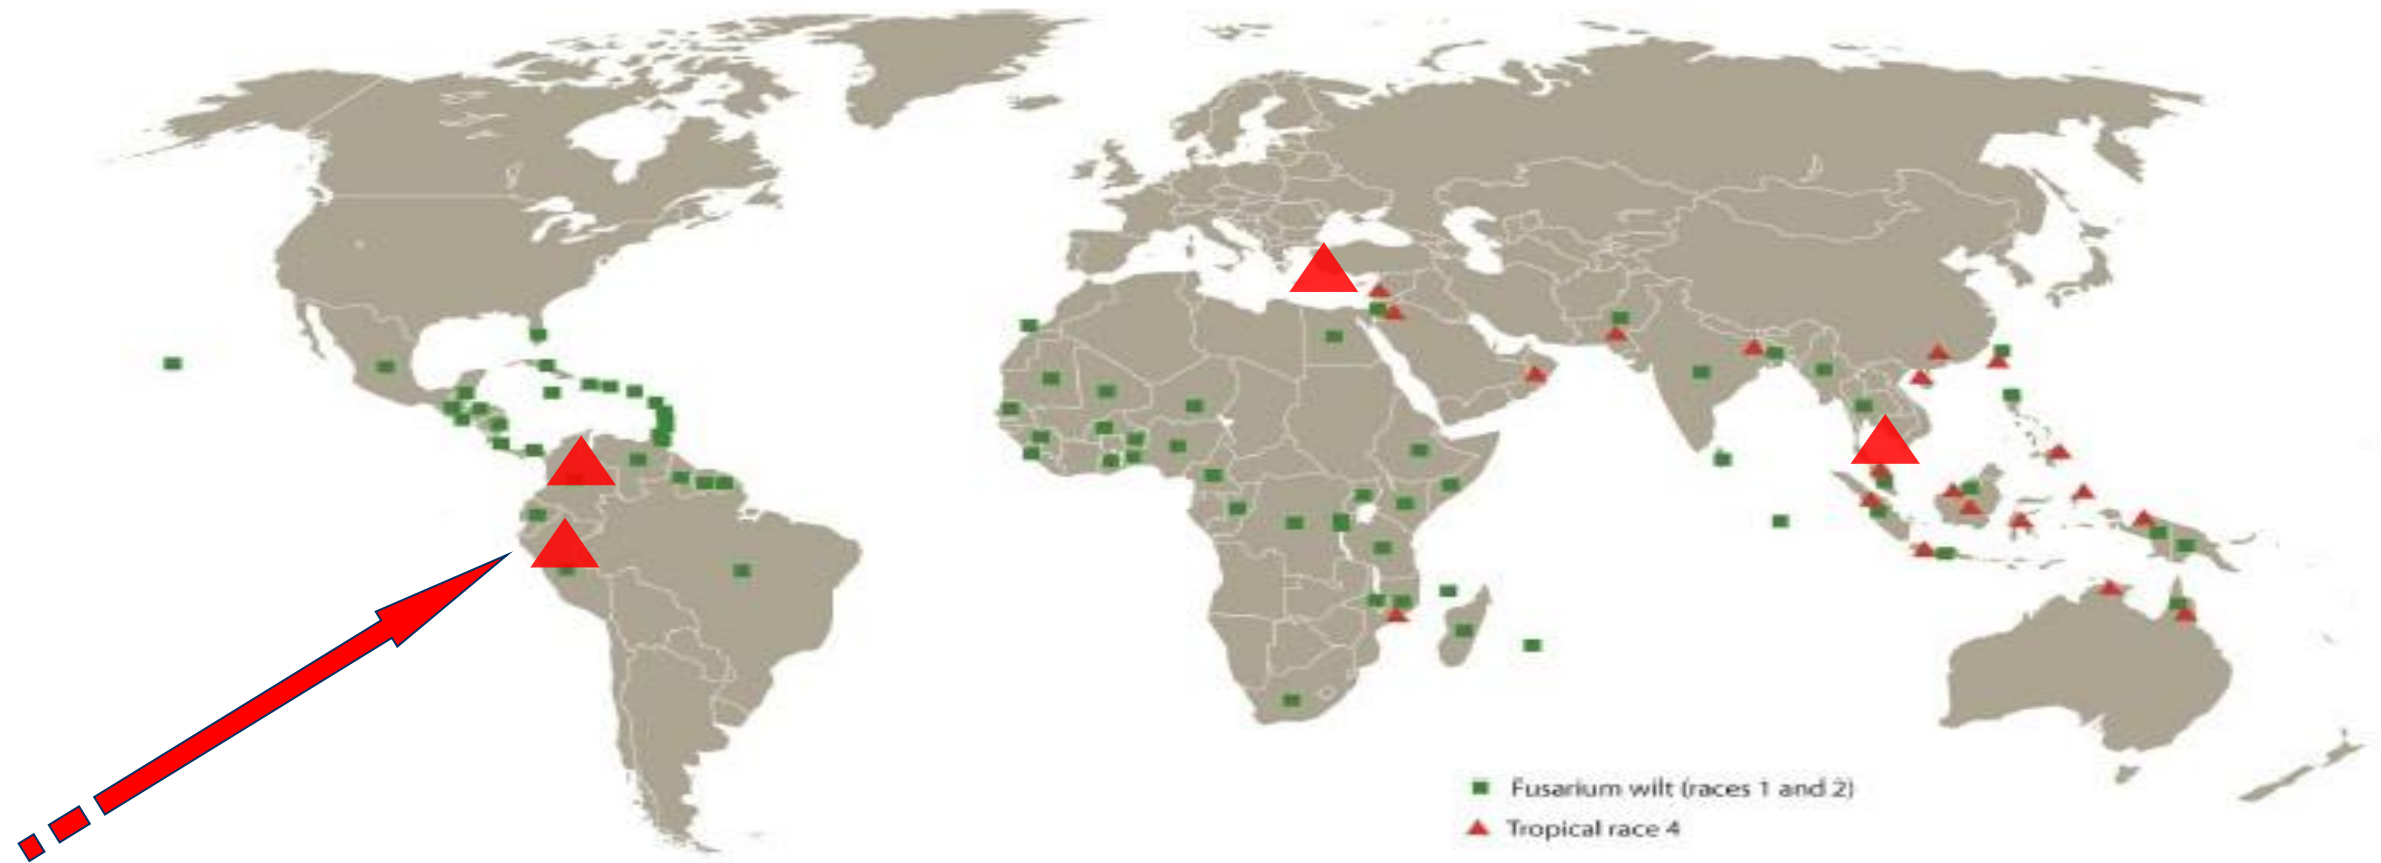 Fusarium wilt (races 1 and 2)
Tropical race 4